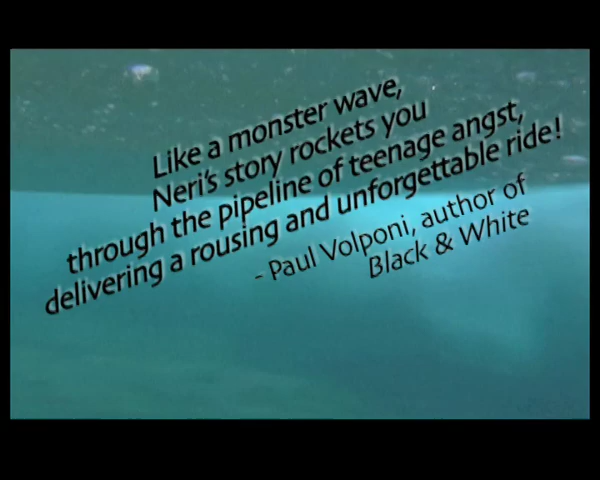 Like a monster wave,
Neri's story rockets you
through the pipeline of teenage angst,
delivering a rousing and unforgettable ride!
- Paul Volponi, author of
Black & White